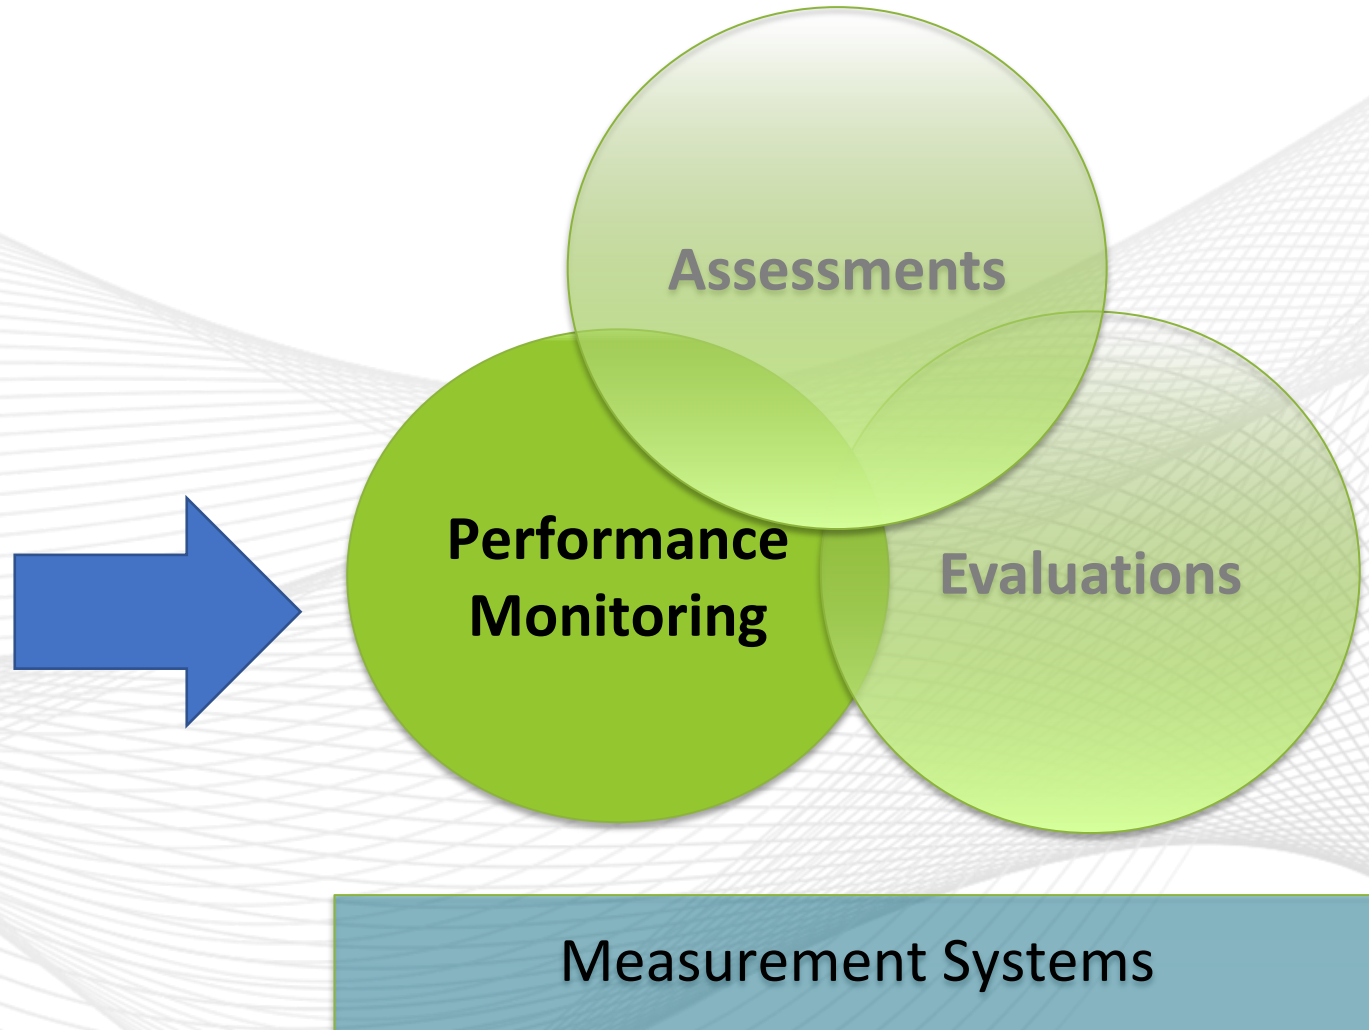 Assessments
Performance
Monitoring
Evaluations
Measurement Systems